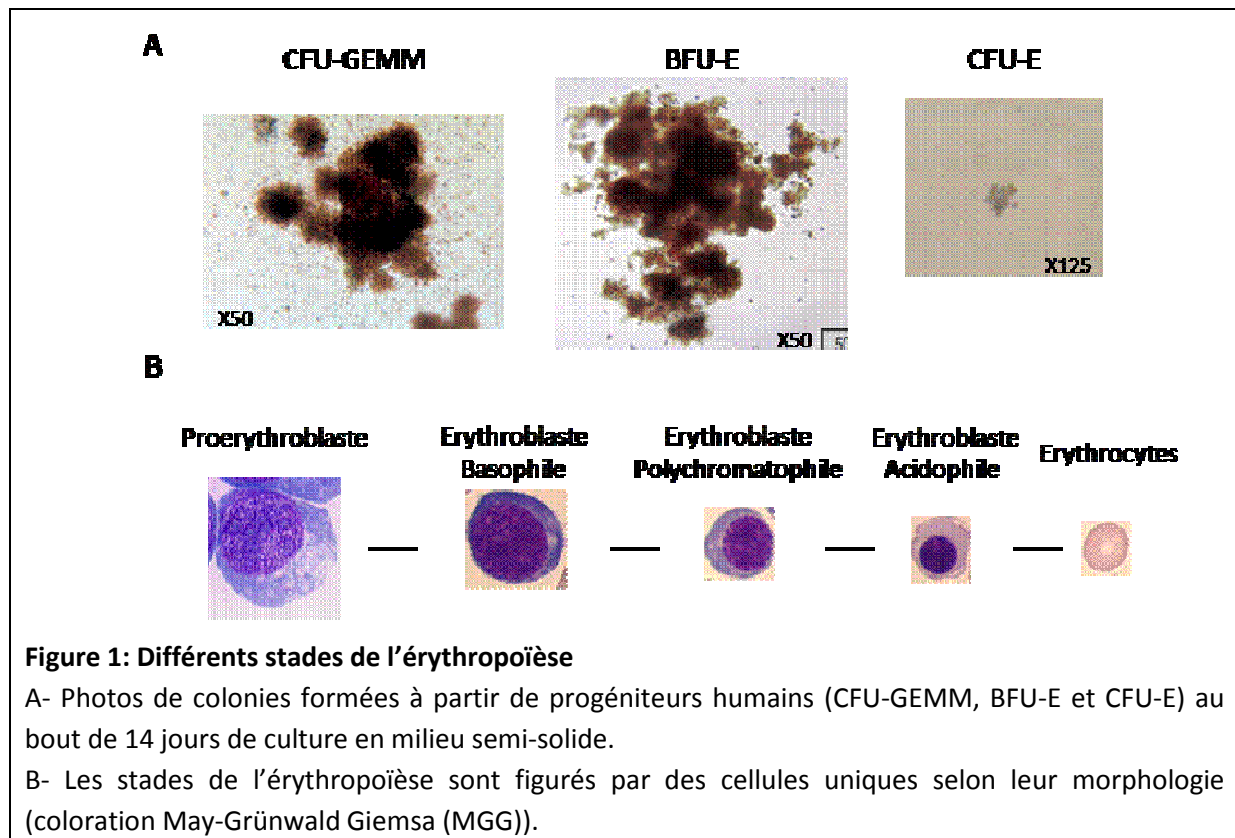 A
CFU-GEMM BFU-E CFU-E
X50 X50 X125
B
Proerythroblaste Erythroblaste Basophile Erythroblaste Polychromatophile Erythroblaste Acidophile Erythrocytes
Figure 1: Différents stades de l’érythropoïèse
A- Photos de colonies formées à partir de progéniteurs humains (CFU-GEMM, BFU-E et CFU-E) au
bout de 14 jours de culture en milieu semi-solide.
B- Les stades de l’érythropoïèse sont figurés par des cellules uniques selon leur morphologie
(coloration May-Grünwald Giemsa (MGG)).